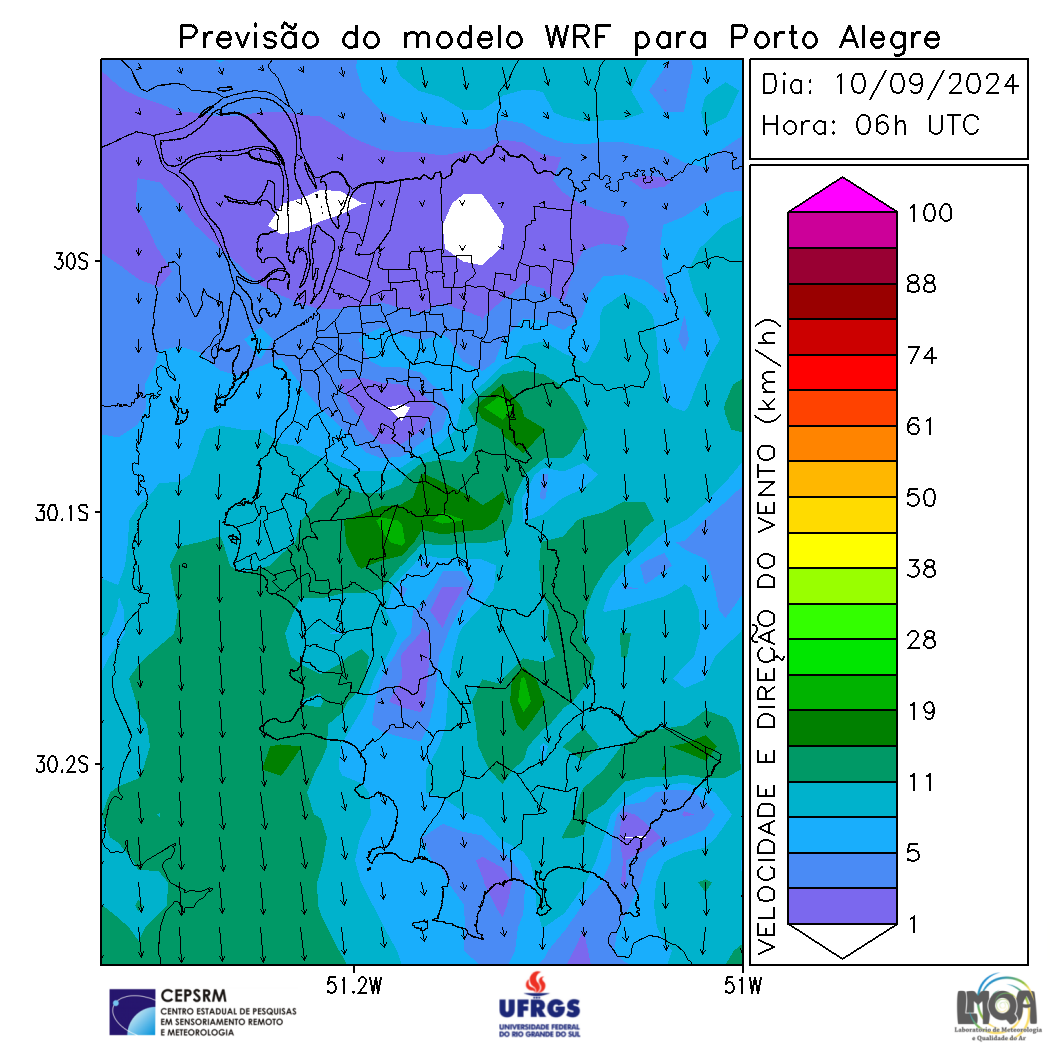 Previsão do modelo WRF para Porto Alegre
Dia: 10/09/2024
Hora: 06h UTC
30S
30.1S
30.2S
51.2W
51W
VELOCIDADE E DIREÇÃO DO VENTO (km/h)
100
88
74
61
50
38
28
19
11
5
1
CEPSRM
CENTRO ESTADUAL DE PESQUISAS
EM SENSORIAMENTO REMOTO
E METEOROLOGIA
UFRGS
UNIVERSIDADE FEDERAL
DO RIO GRANDE DO SUL
LMQA
Laboratório de Meteorologia
e Qualidade do Ar